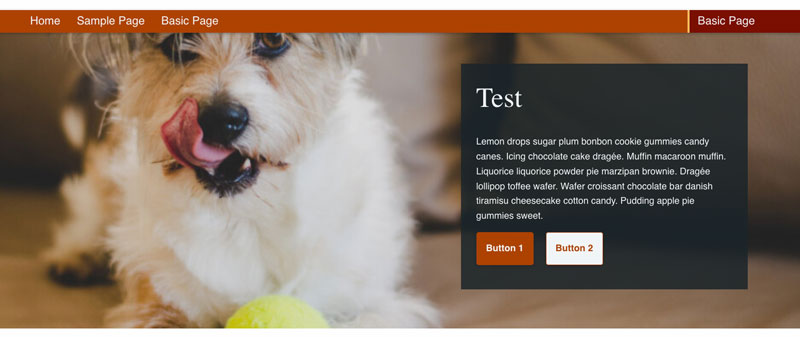 Home Sample Page Basic Page Basic Page
Test
Lemon drops sugar plum bonbon cookie gummies candy
canes. Icing chocolate cake dragée. Muffin macaroon muffin.
Liquorice liquorice powder pie marzipan brownie. Dragée
lollipop toffee wafer. Wafer croissant chocolate bar danish
tiramisu cheesecake cotton candy. Pudding apple pie
gummies sweet.
Button 1 Button 2